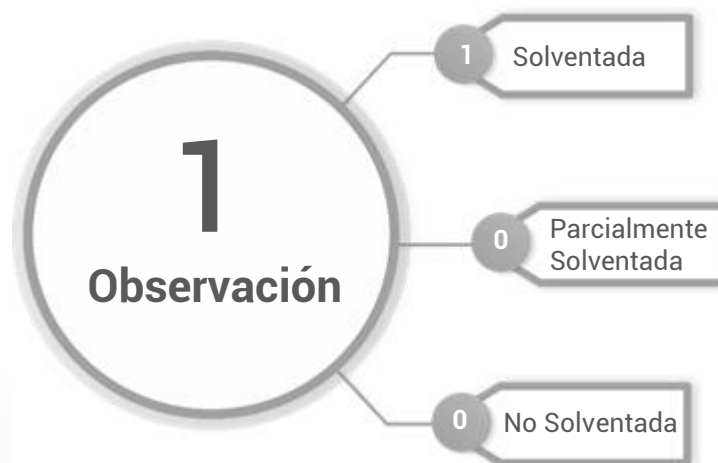 1
Observación
1
Solventada
0
Parcialmente
Solventada
0
No Solventada